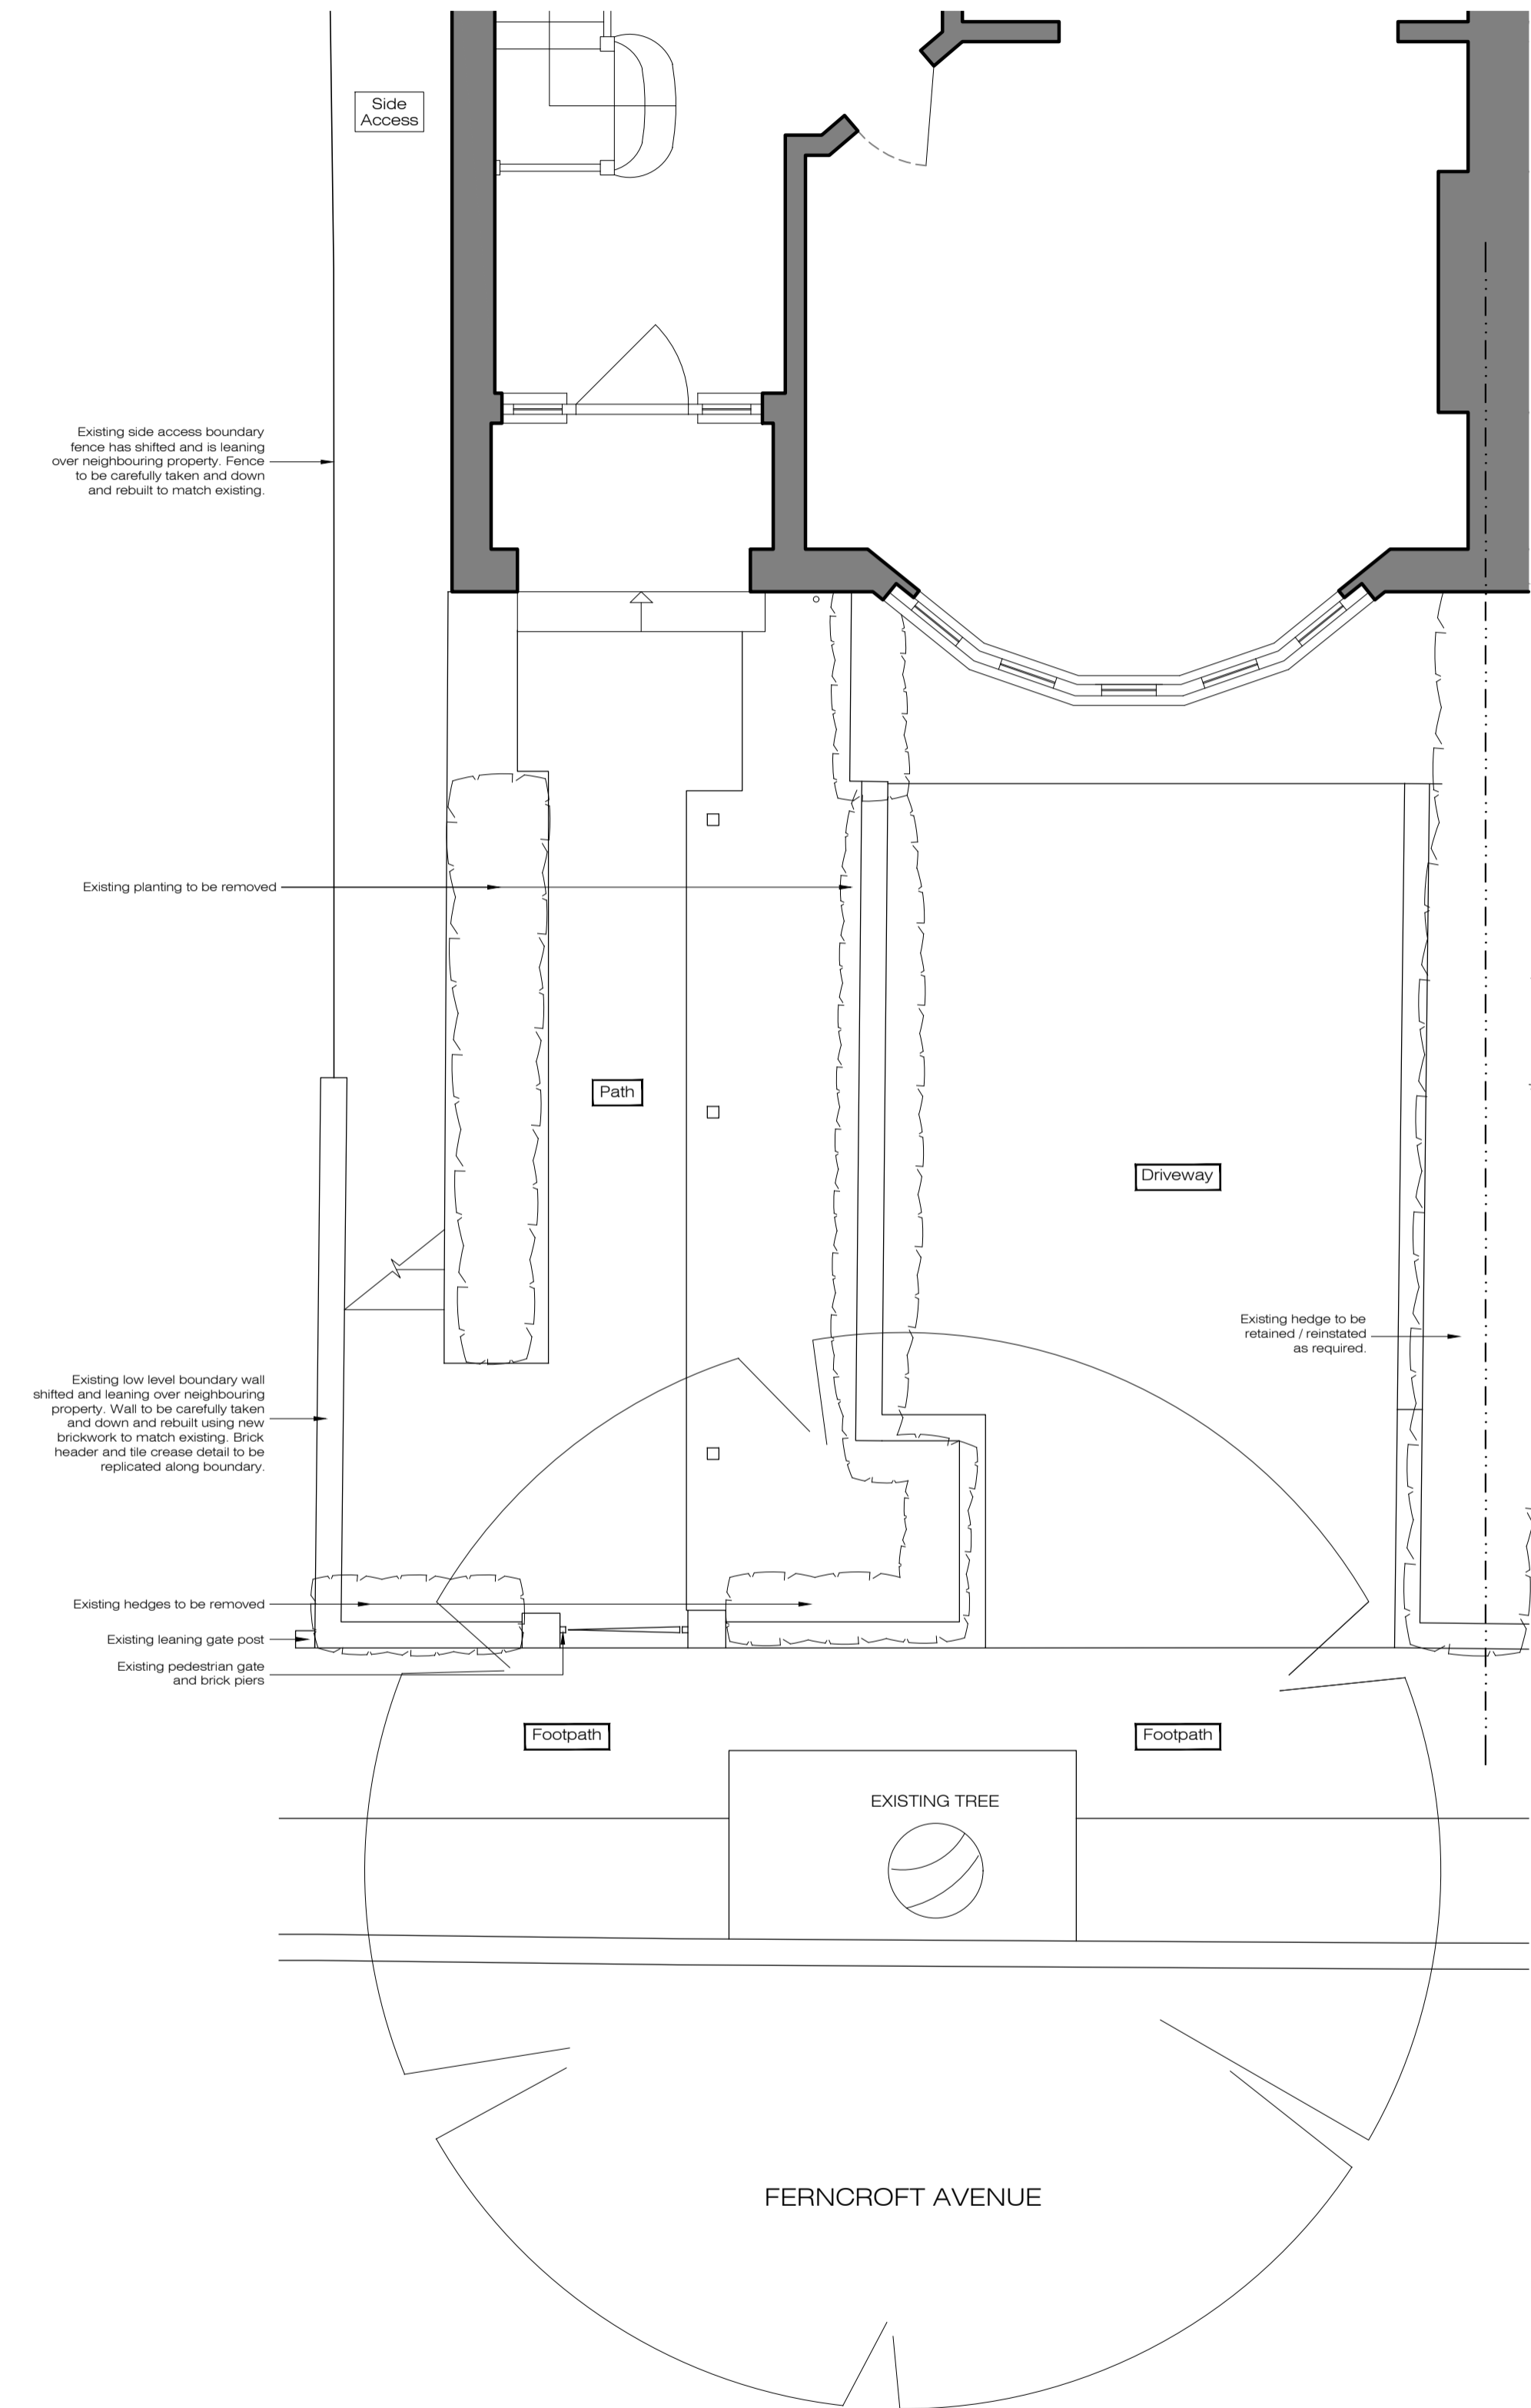 Side
Access
Existing side access boundary
fence has shifted and is leaning
over neighbouring property. Fence
to be carefully taken and down
and rebuilt to match existing.
Existing planting to be removed
Path
Driveway
Existing hedge to be
retained / reinstated
as required.
Existing low level boundary wall
shifted and leaning over neighbouring
property. Wall to be carefully taken
and down and rebuilt using new
brickwork to match existing. Brick
header and tile crease detail to be
replicated along boundary.
Existing hedges to be removed
Existing leaning gate post
Existing pedestrian gate
and brick piers
Footpath
Footpath
EXISTING TREE
FERNCROFT AVENUE